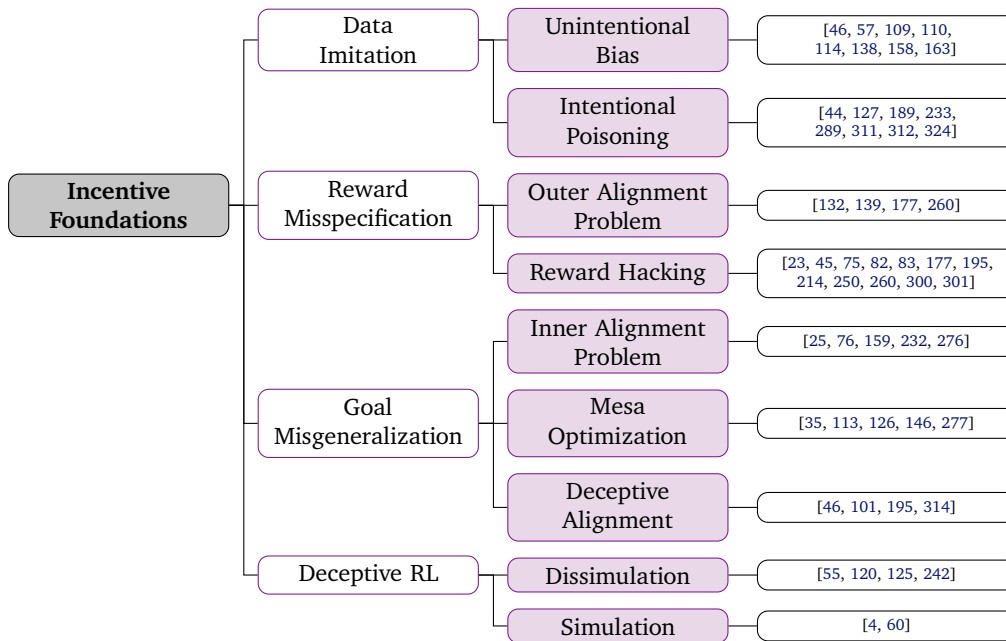 Incentive
Foundations
Data
Imitation
Unintentional
Bias
[46, 57, 109, 110,
114, 138, 158, 163]
Intentional
Poisoning
[44, 127, 189, 233,
289, 311, 312, 324]
Reward
Misspecification
Outer Alignment
Problem
[132, 139, 177, 260]
Reward Hacking
[23, 45, 75, 82, 83, 177, 195,
214, 250, 260, 300, 301]
Goal
Misgeneralization
Inner Alignment
Problem
[25, 76, 159, 232, 276]
Mesa
Optimization
[35, 113, 126, 146, 277]
Deceptive
Alignment
[46, 101, 195, 314]
Deceptive RL
Dissimulation
[55, 120, 125, 242]
Simulation
[4, 60]